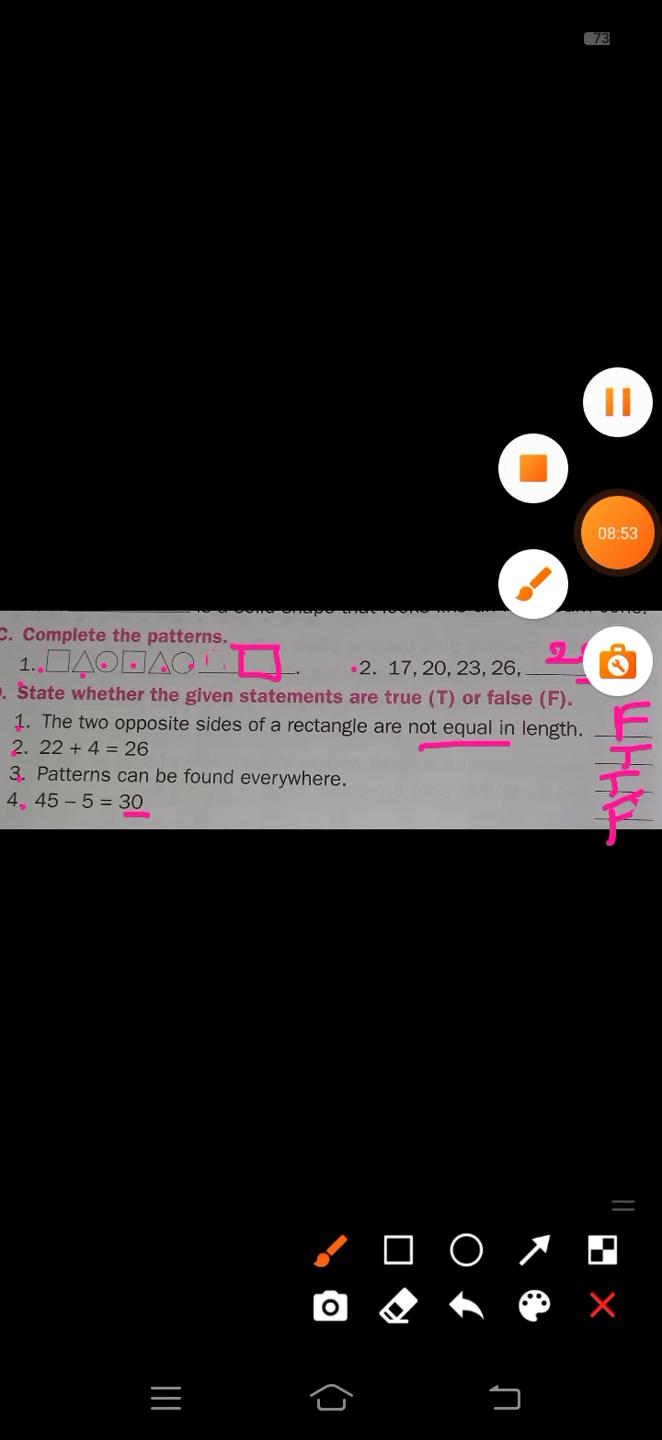 73
08:53
C. Complete the patterns.
1. 2. 17, 20, 23, 26,
. State whether the given statements are true (T) or false (F).
1. The two opposite sides of a rectangle are not equal in length. F
2. 22 + 4 = 26 T
3. Patterns can be found everywhere. T
4. 45 – 5 = 30 F